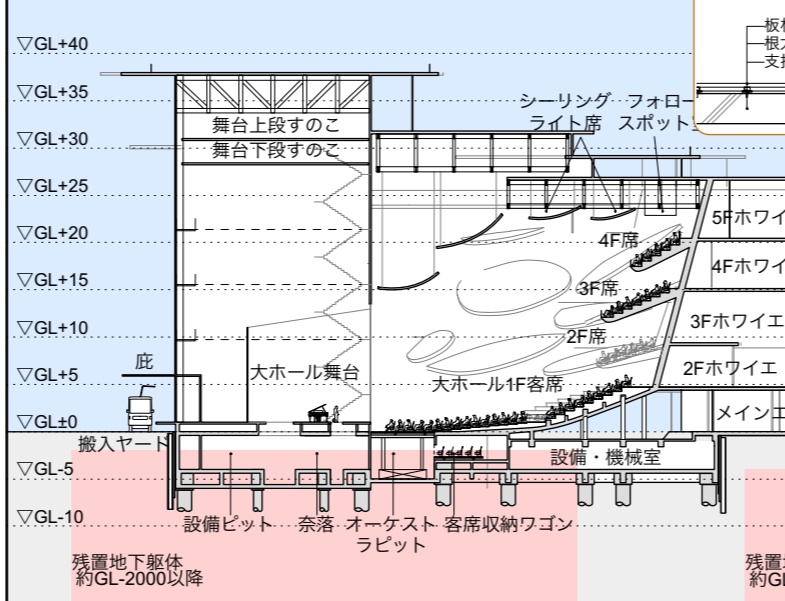 ▽GL+40
▽GL+35
▽GL+30
▽GL+25
▽GL+20
▽GL+15
▽GL+10
▽GL+5
▽GL±0
▽GL-5
▽GL-10
板材
根太
支持
舞台上段すのこ
舞台下段すのこ
シーリング
ライト席
フォロー
スポット
4F席
3F席
2F席
5Fホワイ
4Fホワイ
3Fホワイエ
2Fホワイエ
メインエ
庇
大ホール舞台
大ホール1F客席
搬入ヤード
設備・機械室
設備ピット
奈落
オーケスト
ラピット
客席収納ワゴン
残置地下躯体
約GL-2000以降
残置地
約GL